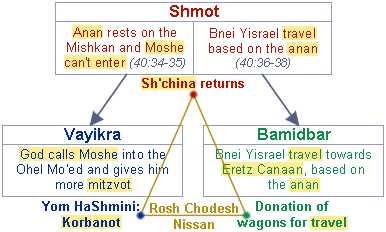 Shmot
Anan rests on the
Mishkan and Moshe
can't enter (40:34-35)
Bnei Yisrael travel
based on the anan
(40:36-38)
Sh'china returns
Vayikra
God calls Moshe into the
Ohel Mo'ed and gives him
more mitzvot
Bamidbar
Bnei Yisrael travel towards
Eretz Canaan, based on
the anan
Yom HaShmini:
Korbanot
Rosh Chodesh
Nissan
Donation of
wagons for travel